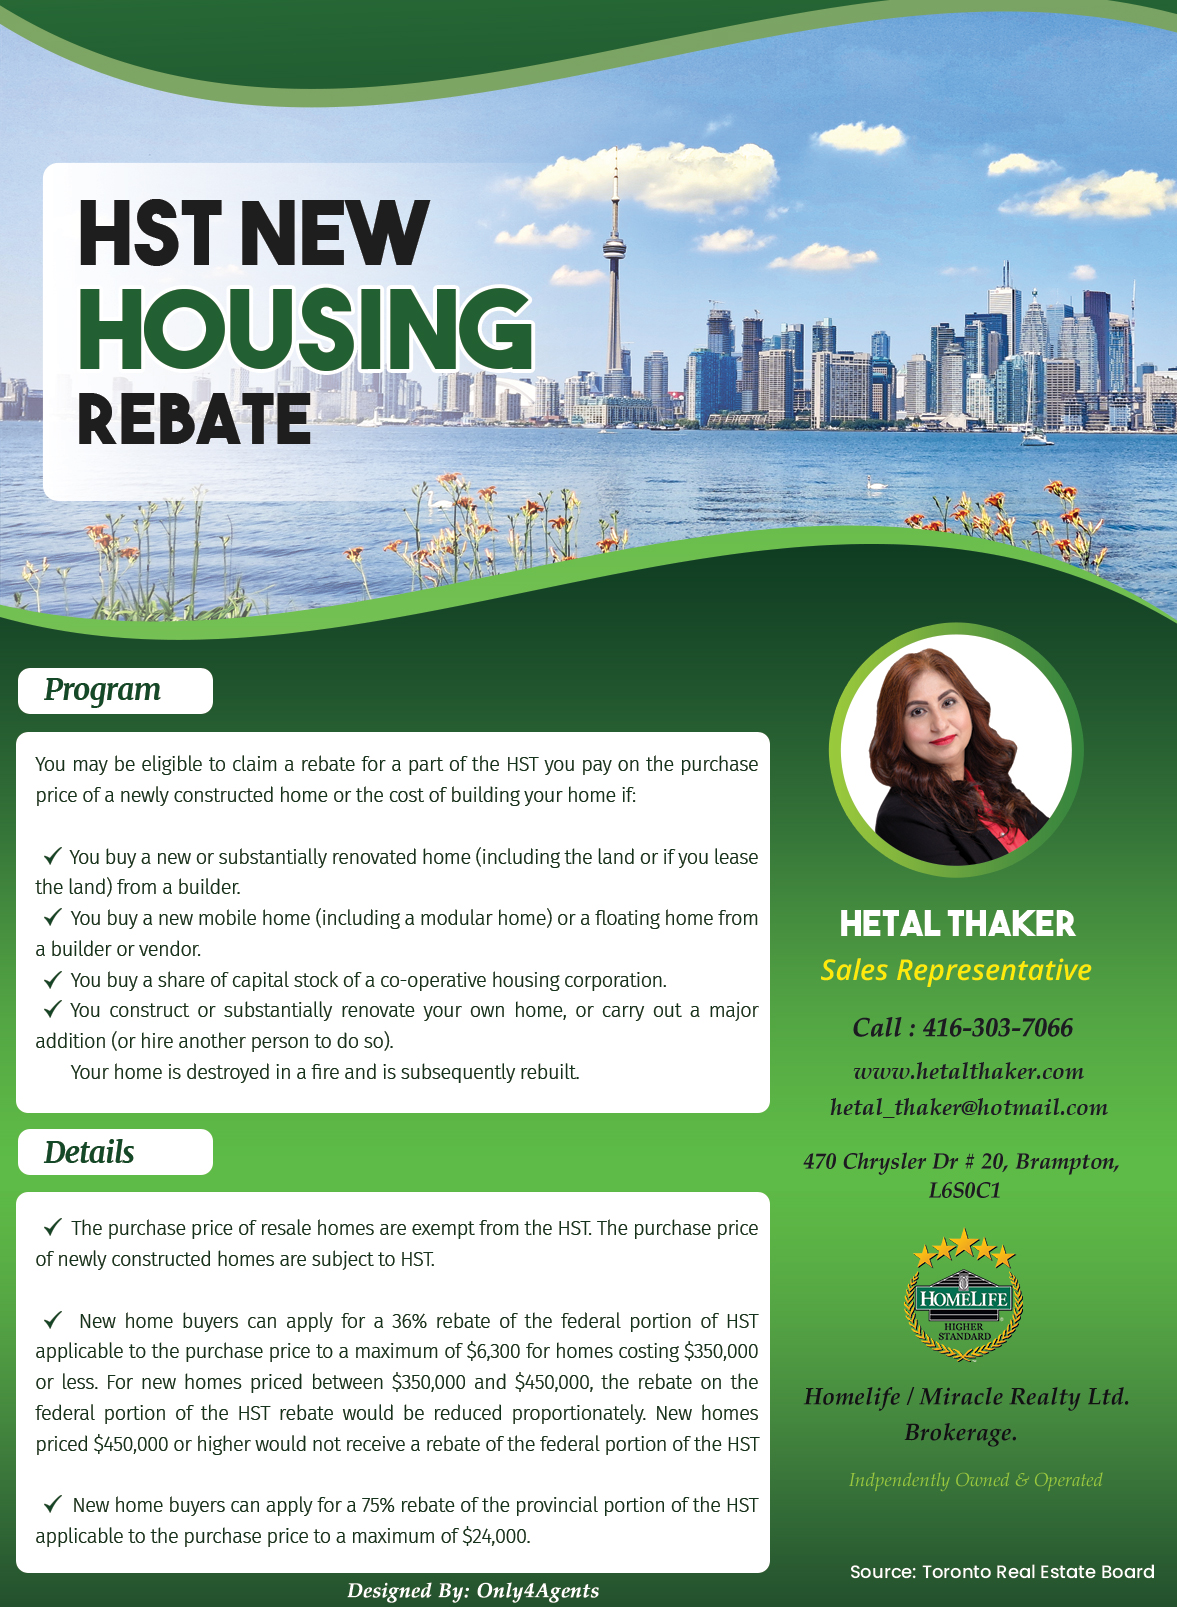 HST NEW
HOUSING
REBATE
Program
You may be eligible to claim a rebate for a part of the HST you pay on the purchase
price of a newly constructed home or the cost of building your home if:
✓ You buy a new or substantially renovated home (including the land or if you lease
the land) from a builder.
✓ You buy a new mobile home (including a modular home) or a floating home from
a builder or vendor.
✓ You buy a share of capital stock of a co-operative housing corporation.
✓ You construct or substantially renovate your own home, or carry out a major
addition (or hire another person to do so).
Your home is destroyed in a fire and is subsequently rebuilt.
Details
✓ The purchase price of resale homes are exempt from the HST. The purchase price
of newly constructed homes are subject to HST.
✓ New home buyers can apply for a 36% rebate of the federal portion of HST
applicable to the purchase price to a maximum of $6,300 for homes costing $350,000
or less. For new homes priced between $350,000 and $450,000, the rebate on the
federal portion of the HST rebate would be reduced proportionately. New homes
priced $450,000 or higher would not receive a rebate of the federal portion of the HST
✓ New home buyers can apply for a 75% rebate of the provincial portion of the HST
applicable to the purchase price to a maximum of $24,000.
Designed By: Only4Agents
HETAL THAKER
Sales Representative
Call : 416-303-7066
www.hetalthaker.com
hetal_thaker@hotmail.com
470 Chrysler Dr # 20, Brampton,
L6S0C1
HOMELIFE
HIGHER
STANDARD
Homelife / Miracle Realty Ltd.
Brokerage.
Indpendently Owned & Operated
Source: Toronto Real Estate Board